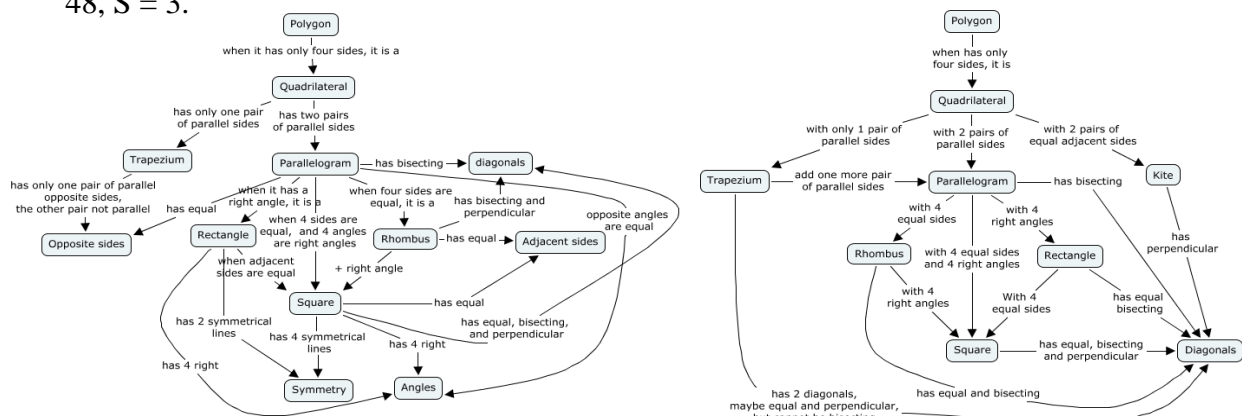 48, S = 3.
Polygon
when it has only four sides, it is a
Quadrilateral
has only one pair
of parallel sides
has two pairs
of parallel sides
Trapezium
Parallelogram
has bisecting
diagonals
has only one pair of parallel
opposite sides,
the other pair not parallel
has equal
when it has a
right angle, it is a
when 4 sides are
equal, and 4 angles
are right angles
when four sides are
equal, it is a
has bisecting and
perpendicular
opposite angles
are equal
Opposite sides
Rectangle
Rhombus
has equal
Adjacent sides
when adjacent
sides are equal
+ right angle
Square
has equal
has 2 symmetrical
lines
has 4 symmetrical
lines
has 4 right
has equal, bisecting,
and perpendicular
has 4 right
Symmetry
Angles
Polygon
when has only
four sides, it is
Quadrilateral
with only 1 pair of
parallel sides
with 2 pairs of
parallel sides
with 2 pairs of
equal adjacent sides
Trapezium
add one more pair
of parallel sides
Parallelogram
has bisecting
Kite
with 4
equal sides
with 4
right angles
has
perpendicular
Rhombus
with 4 equal sides
and 4 right angles
Rectangle
with 4
right angles
With 4
equal sides
has equal
bisecting
Square
has equal, bisecting
and perpendicular
Diagonals
has 2 diagonals,
maybe equal and perpendicular,
has equal and bisecting